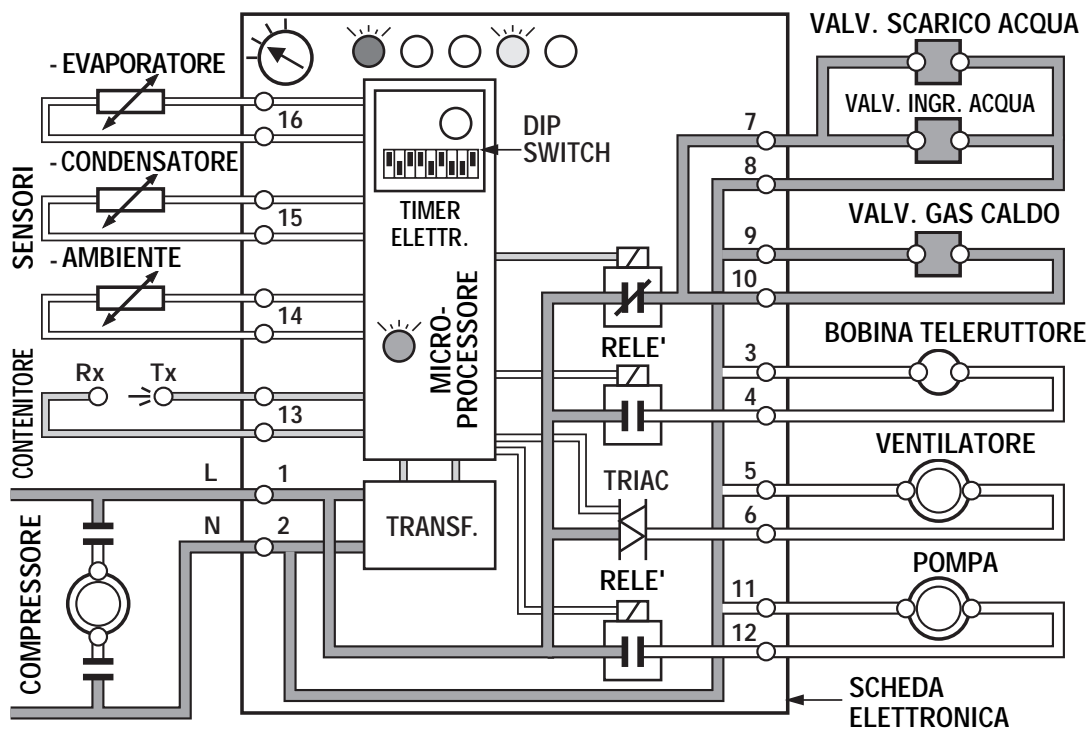 VALV. SCARICO ACQUA
- EVAPORATORE
VALV. INGR. ACQUA
16
7
DIP
SWITCH
- CONDENSATORE
8
SENSORI
15
TIMER
ELETTR.
VALV. GAS CALDO
9
- AMBIENTE
10
14
MICRO-
PROCESSORE
RELE'
BOBINA TELERUTTORE
3
Rx
Tx
4
CONTENITORE
13
VENTILATORE
L
1
TRIAC
5
6
N
2
TRANSF.
COMPRESSORE
RELE'
POMPA
11
12
SCHEDA
ELETTRONICA